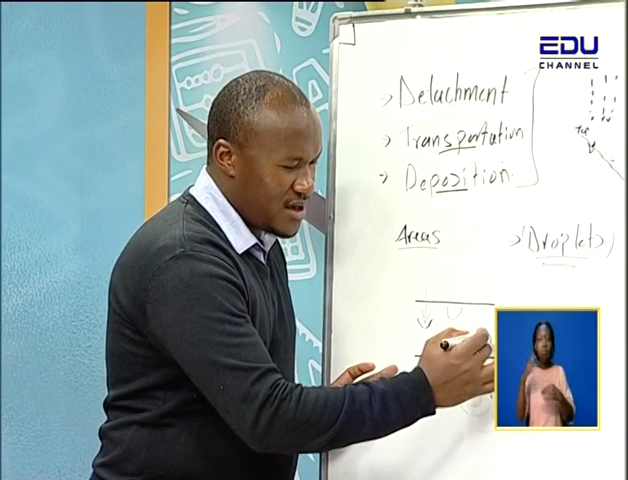 EDU
CHANNEL
> Detachment
> Transportation
> Deposition
Areas
> Droplets